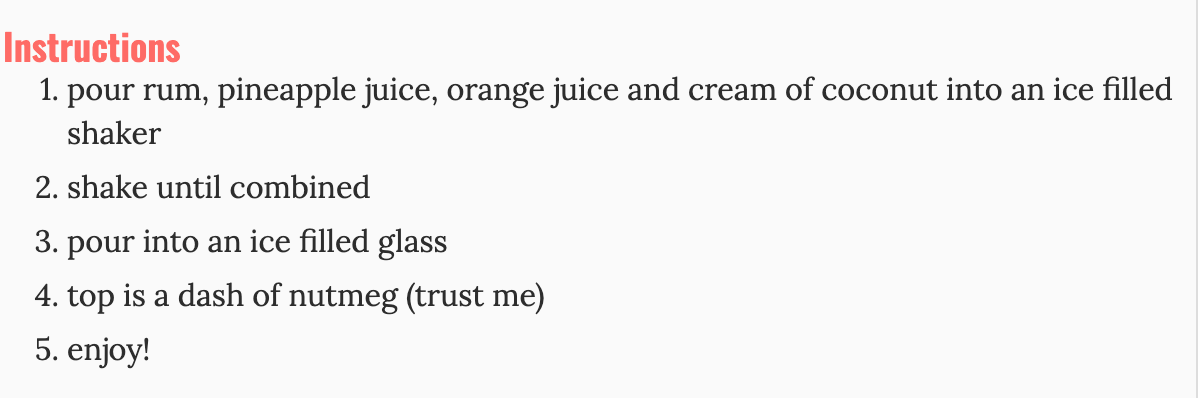 Instructions
1. pour rum, pineapple juice, orange juice and cream of coconut into an ice filled
shaker
2. shake until combined
3. pour into an ice filled glass
4. top is a dash of nutmeg (trust me)
5. enjoy!